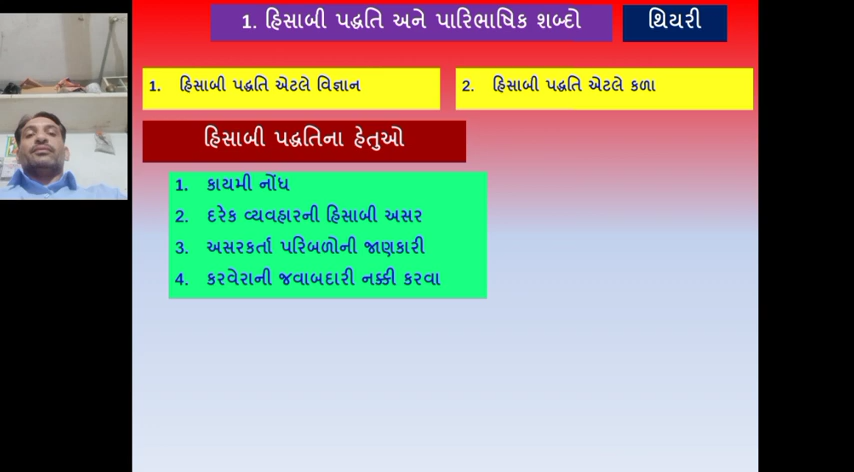 1. હિસાબી પદ્ધતિ અને પારિભાષિક શબ્દો
થિયરી
1. હિસાબી પદ્ધતિ એટલે વિજ્ઞાન
2. હિસાબી પદ્ધતિ એટલે કળા
હિસાબી પદ્ધતિના હેતુઓ
1. કાયમી નોંધ
2. દરેક વ્યવહારની હિસાબી અસર
3. અસરકર્તા પરિબળોની જાણકારી
4. કરવેરાની જવાબદારી નક્કી કરવા